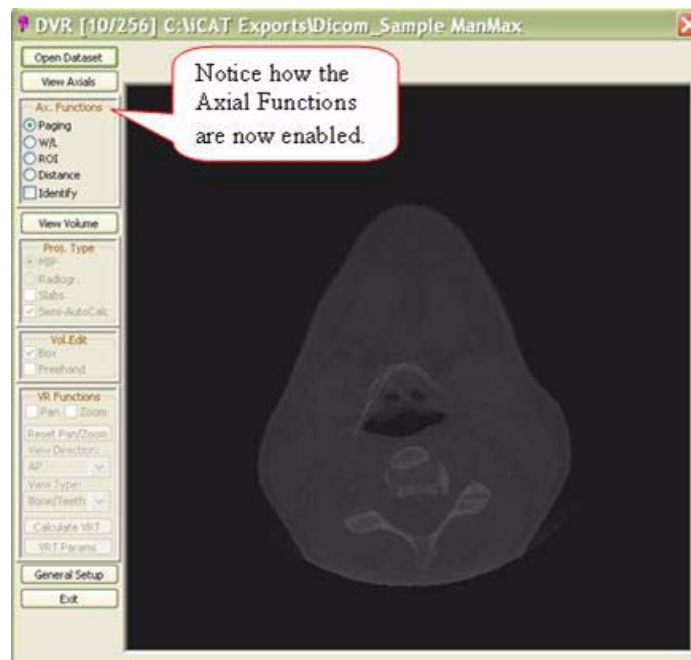 DVR [10/256] C:\iCAT Exports\Dicom_Sample ManMax
Open Dataset
View Axials
Notice how the
Axial Functions
are now enabled.
Ax. Functions
Paging
W/L
ROI
Distance
Identify
View Volume
Proj. Type
MIP
Radiogr.
Slabs
Semi-AutoCalc
Vol.Edit
Box
Freehand
VR Functions
Pan Zoom
Reset Pan/Zoom
View Direction:
AP
View Type:
Bone/Teeth
Calculate VRT
VRT Params
General Setup
Exit